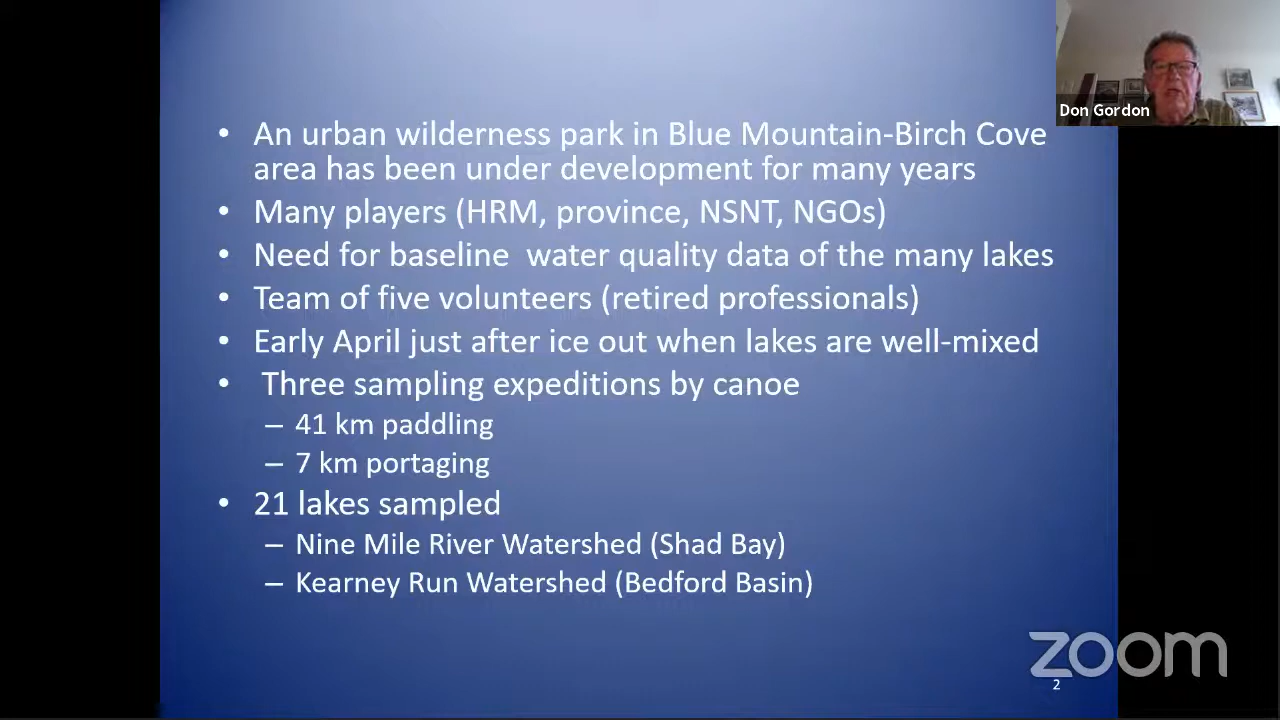 Don Gordon
• An urban wilderness park in Blue Mountain-Birch Cove
area has been under development for many years
• Many players (HRM, province, NSNT, NGOs)
• Need for baseline  water quality data of the many lakes
• Team of five volunteers (retired professionals)
• Early April just after ice out when lakes are well-mixed
• Three sampling expeditions by canoe
– 41 km paddling
– 7 km portaging
• 21 lakes sampled
– Nine Mile River Watershed (Shad Bay)
– Kearney Run Watershed (Bedford Basin)
zoom
2